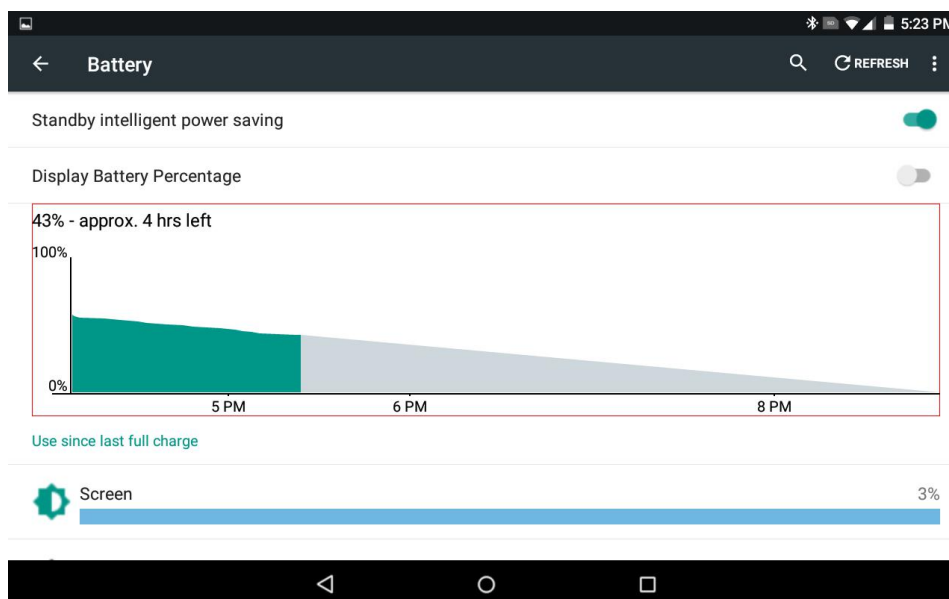 5:23 PM
Battery
REFRESH
Standby intelligent power saving
Display Battery Percentage
43% - approx. 4 hrs left
100%
0%
5 PM 6 PM 8 PM
Use since last full charge
Screen 3%